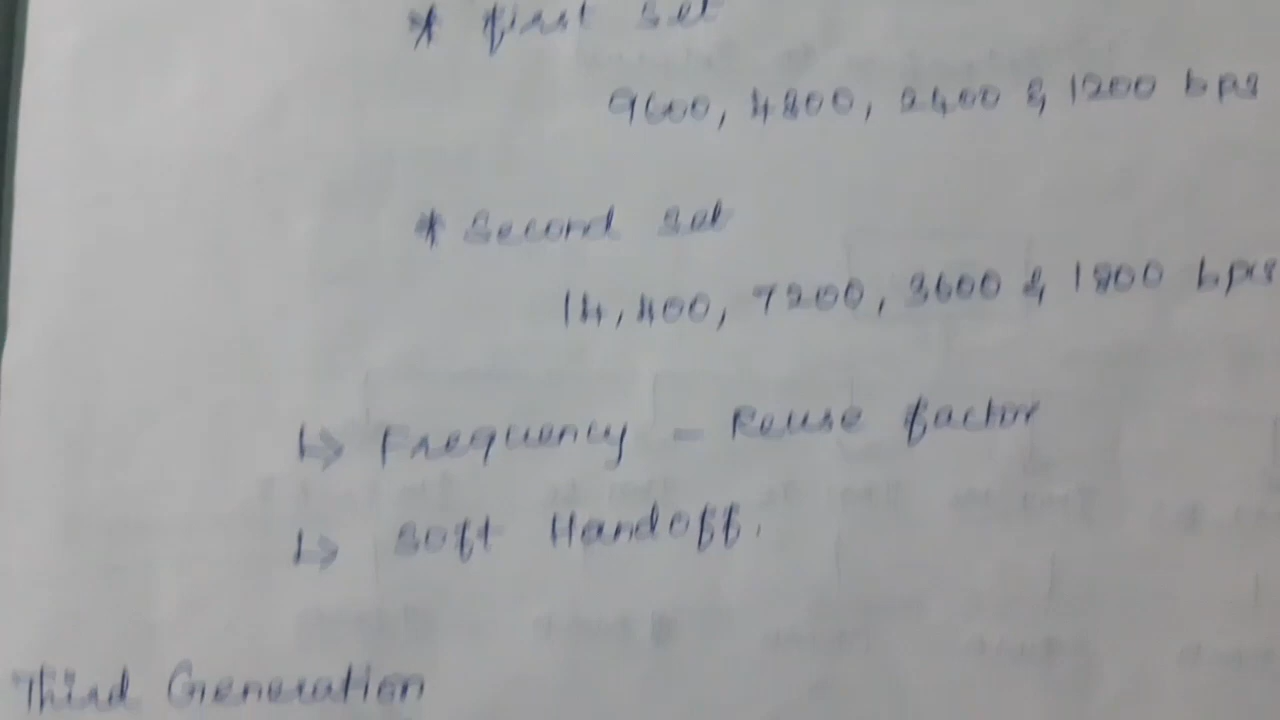 * first set
9600, 4800, 2400 & 1200 bps
* Second set
14,400, 7200, 3600 & 1800 bps
↳ Frequency - Reuse factor
↳ Soft Handoff.
Third Generation